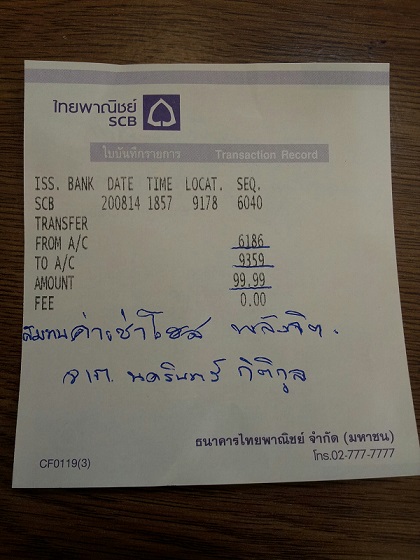 ไทยพาณิชย์
SCB
ใบบันทึกรายการ Transaction Record
ISS. BANK DATE TIME LOCAT. SEQ.
SCB 200814 1857 9178 6040
TRANSFER
FROM A/C 6186
TO A/C 9359
AMOUNT 99.99
FEE 0.00
สมทบค่าเช่าโฮส พลังจิต.
จาก. นครินทร์ กิติกูล
ธนาคารไทยพาณิชย์ จำกัด (มหาชน)
CF0119(3) โทร.02-777-7777